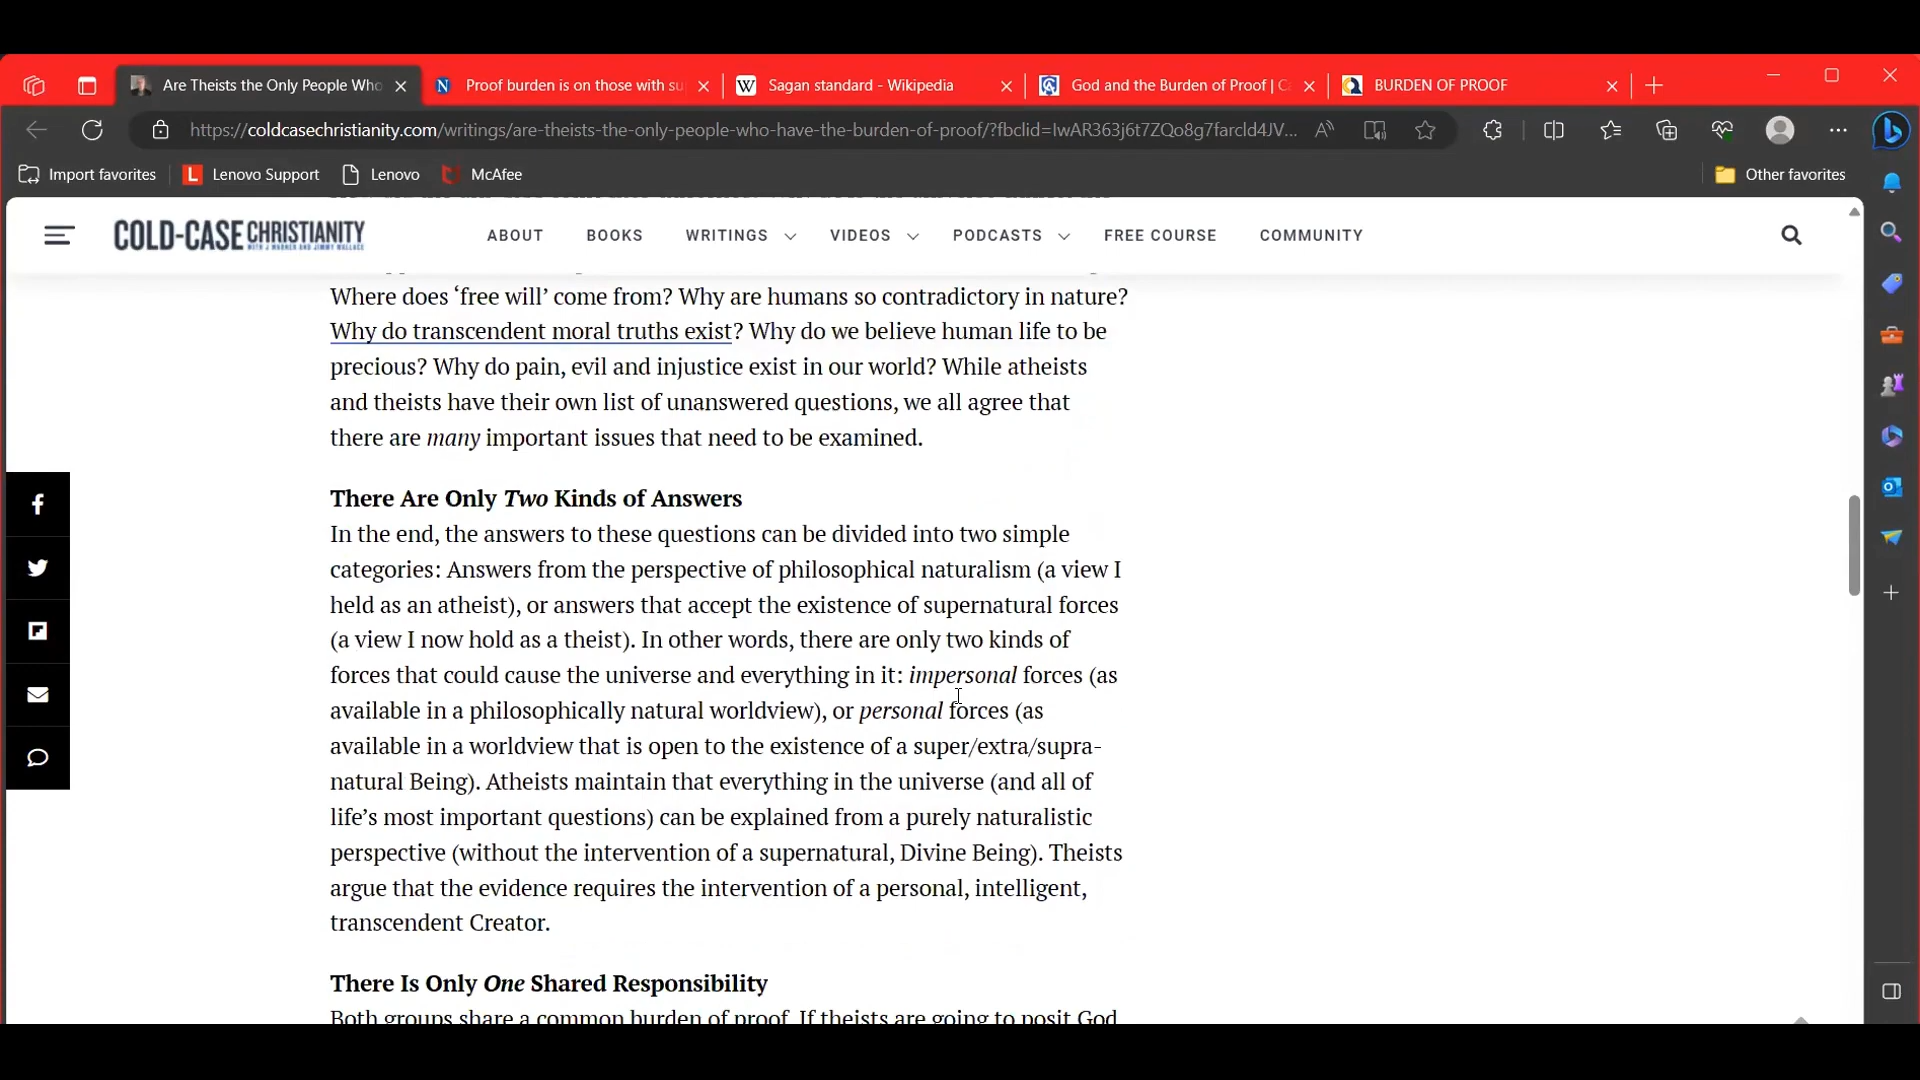 Are Theists the Only People Who
Proof burden is on those with su
Sagan standard - Wikipedia
God and the Burden of Proof | C
BURDEN OF PROOF
https://coldcasechristianity.com/writings/are-theists-the-only-people-who-have-the-burden-of-proof/?fbclid=IwAR363j6t7ZQo8g7farcld4JV...
Import favorites
Lenovo Support
Lenovo
McAfee
Other favorites
COLD-CASE CHRISTIANITY
WITH J WARNER AND JIMMY WALLACE
ABOUT
BOOKS
WRITINGS
VIDEOS
PODCASTS
FREE COURSE
COMMUNITY
Where does ‘free will’ come from? Why are humans so contradictory in nature?
Why do transcendent moral truths exist? Why do we believe human life to be
precious? Why do pain, evil and injustice exist in our world? While atheists
and theists have their own list of unanswered questions, we all agree that
there are many important issues that need to be examined.
There Are Only Two Kinds of Answers
In the end, the answers to these questions can be divided into two simple
categories: Answers from the perspective of philosophical naturalism (a view I
held as an atheist), or answers that accept the existence of supernatural forces
(a view I now hold as a theist). In other words, there are only two kinds of
forces that could cause the universe and everything in it: impersonal forces (as
available in a philosophically natural worldview), or personal forces (as
available in a worldview that is open to the existence of a super/extra/supra-
natural Being). Atheists maintain that everything in the universe (and all of
life’s most important questions) can be explained from a purely naturalistic
perspective (without the intervention of a supernatural, Divine Being). Theists
argue that the evidence requires the intervention of a personal, intelligent,
transcendent Creator.
There Is Only One Shared Responsibility
Both groups share a common burden of proof. If theists are going to posit God